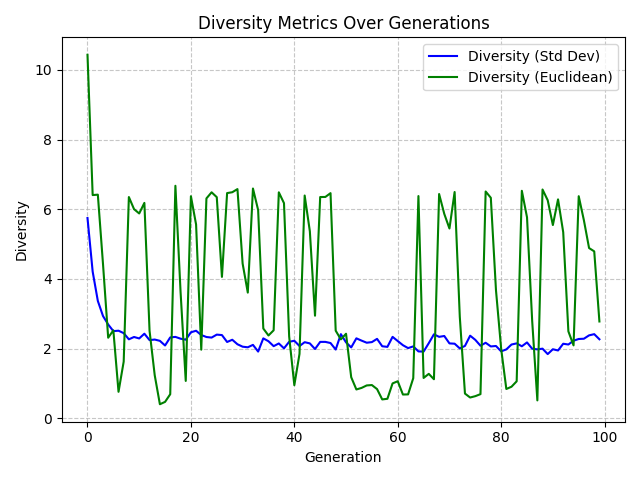 Diversity Metrics Over Generations
Diversity (Std Dev)
Diversity (Euclidean)
Diversity
10
8
6
4
2
0
0 20 40 60 80 100
Generation